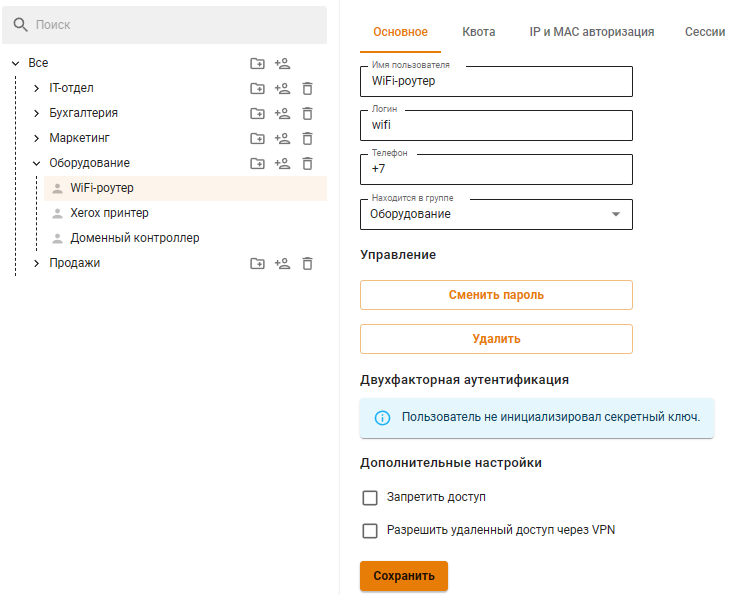 Поиск
Все
IT-отдел
Бухгалтерия
Маркетинг
Оборудование
WiFi-роутер
Xerox принтер
Доменный контроллер
Продажи
Основное
Квота
IP и MAC авторизация
Сессии
Имя пользователя
WiFi-роутер
Логин
wifi
Телефон
+7
Находится в группе
Оборудование
Управление
Сменить пароль
Удалить
Двухфакторная аутентификация
Пользователь не инициализировал секретный ключ.
Дополнительные настройки
Запретить доступ
Разрешить удаленный доступ через VPN
Сохранить